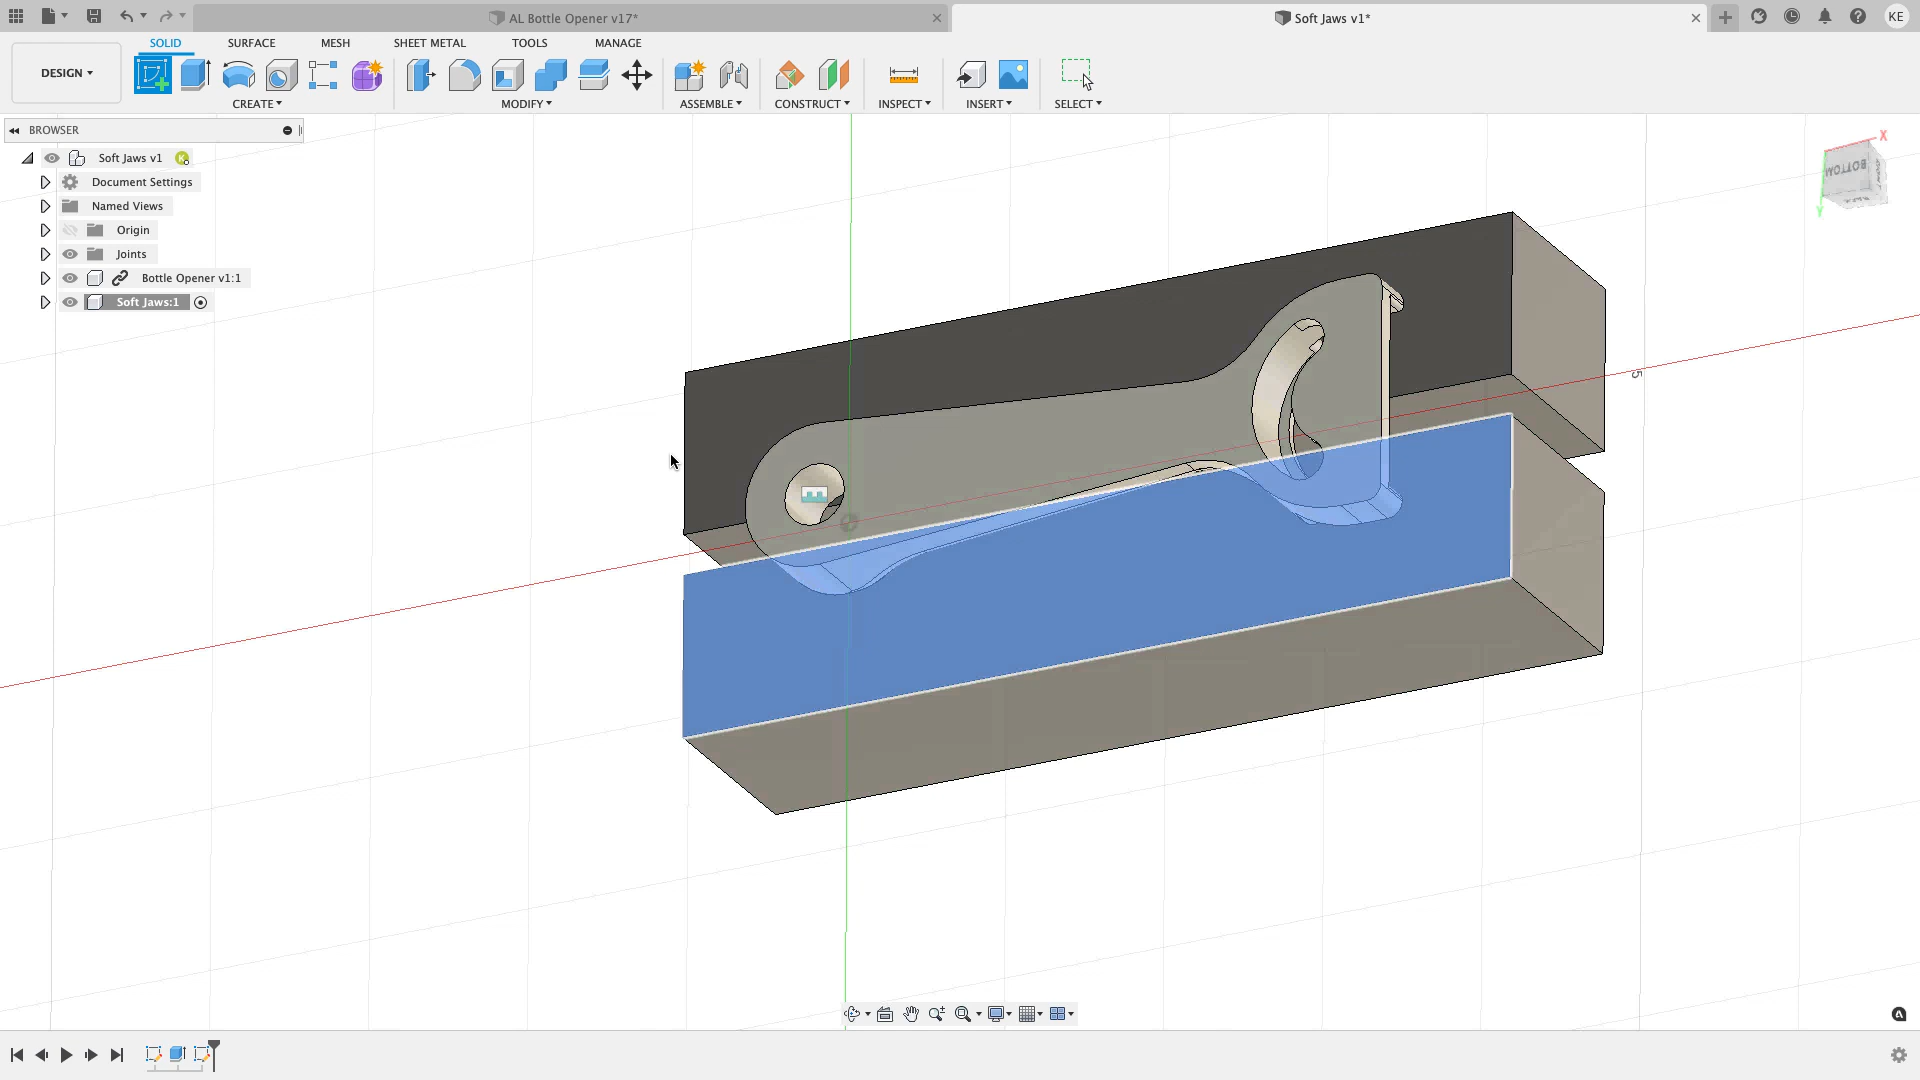 AL Bottle Opener v17*
Soft Jaws v1*
KE
SOLID
SURFACE
MESH
SHEET METAL
TOOLS
MANAGE
DESIGN
CREATE
MODIFY
ASSEMBLE
CONSTRUCT
INSPECT
INSERT
SELECT
BROWSER
Soft Jaws v1
K
Document Settings
Named Views
Origin
Joints
Bottle Opener v1:1
Soft Jaws:1
X
BOTTOM
Y
5